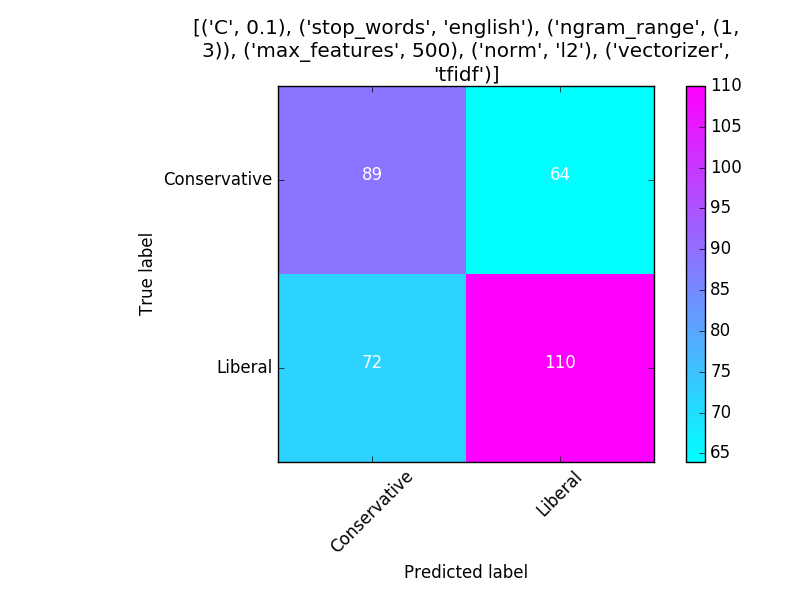 [('C', 0.1), ('stop_words', 'english'), ('ngram_range', (1,
3)), ('max_features', 500), ('norm', 'l2'), ('vectorizer',
'tfidf')]
True label
Conservative
89
64
Liberal
72
110
Conservative
Liberal
Predicted label
110
105
100
95
90
85
80
75
70
65